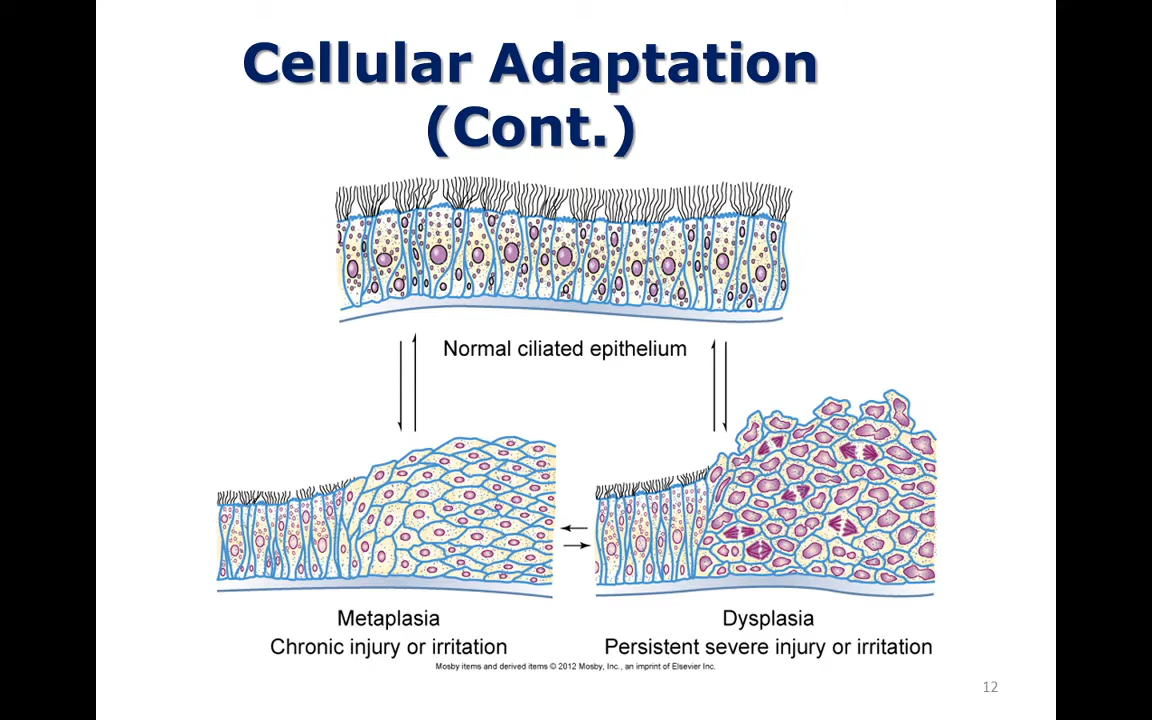 Cellular Adaptation
(Cont.)
Normal ciliated epithelium
Metaplasia
Chronic injury or irritation
Dysplasia
Persistent severe injury or irritation
Mosby items and derived items © 2012 Mosby, Inc., an imprint of Elsevier Inc.
12